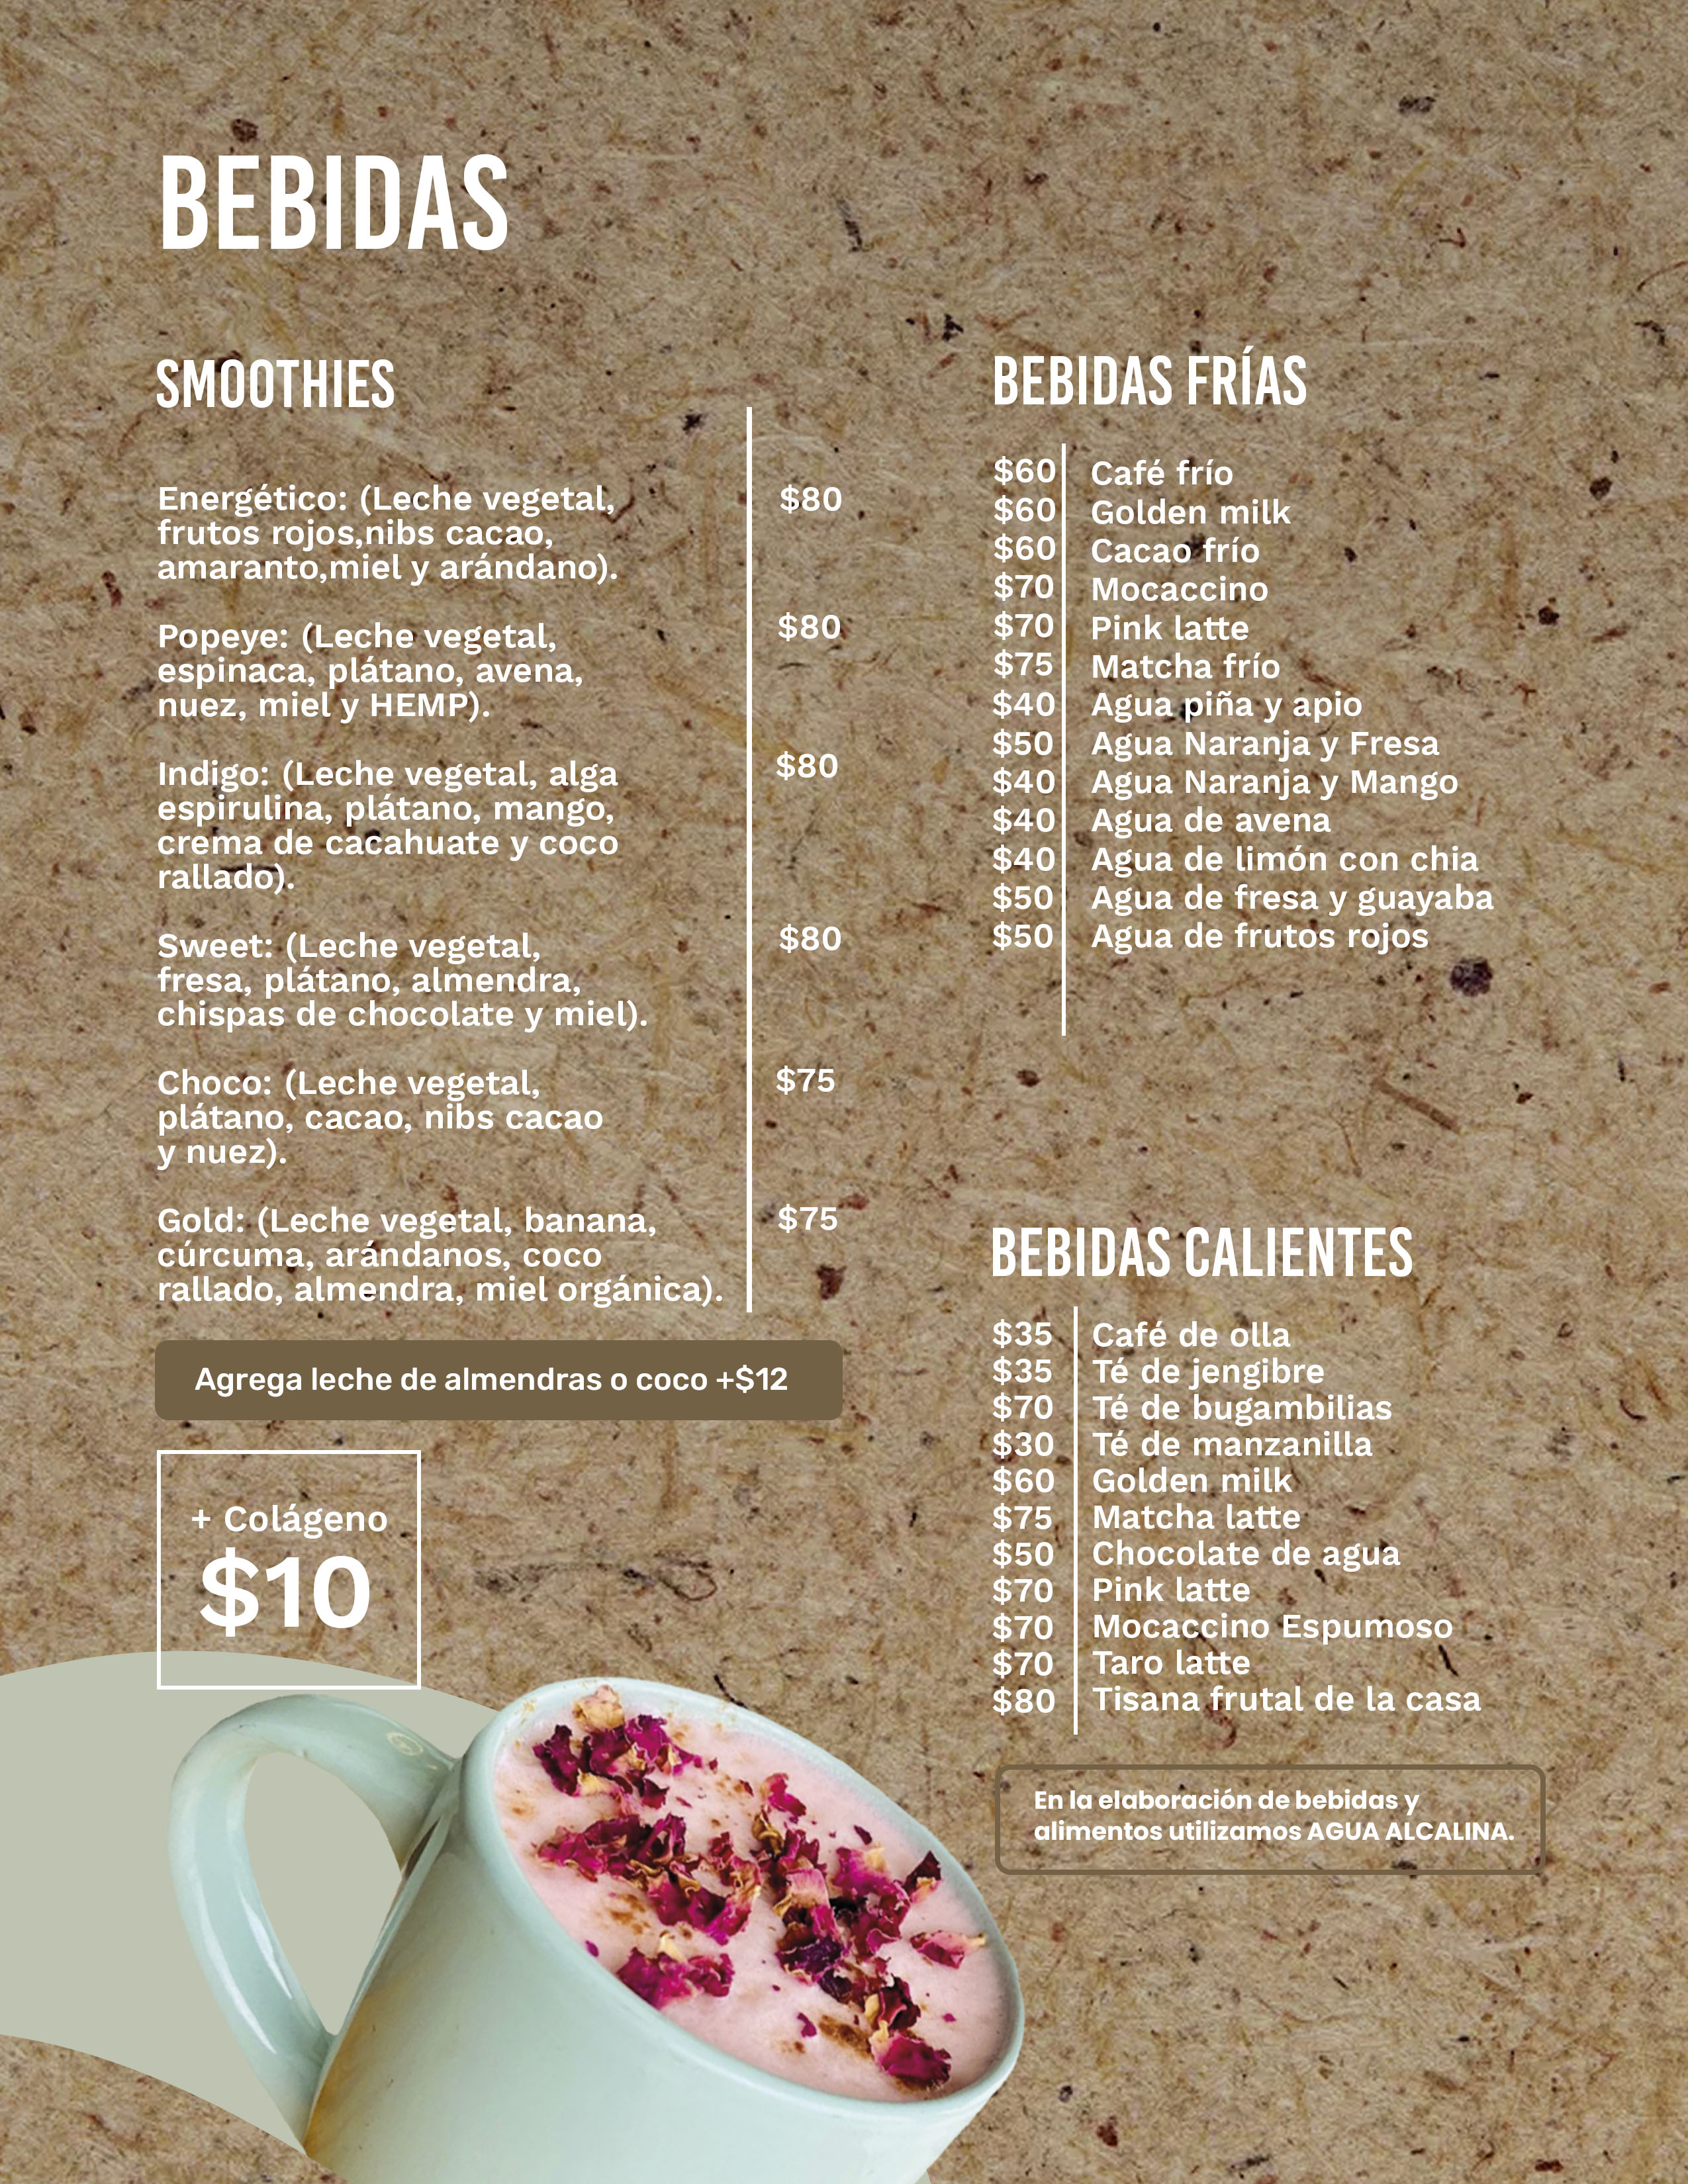 BEBIDAS
SMOOTHIES
Energético: (Leche vegetal, $80
frutos rojos,nibs cacao,
amaranto,miel y arándano).
Popeye: (Leche vegetal, $80
espinaca, plátano, avena,
nuez, miel y HEMP).
Indigo: (Leche vegetal, alga $80
espirulina, plátano, mango,
crema de cacahuate y coco
rallado).
Sweet: (Leche vegetal, $80
fresa, plátano, almendra,
chispas de chocolate y miel).
Choco: (Leche vegetal, $75
plátano, cacao, nibs cacao
y nuez).
Gold: (Leche vegetal, banana, $75
cúrcuma, arándanos, coco
rallado, almendra, miel orgánica).
Agrega leche de almendras o coco +$12
+ Colágeno
$10
BEBIDAS FRÍAS
$60 Café frío
$60 Golden milk
$60 Cacao frío
$70 Mocaccino
$70 Pink latte
$75 Matcha frío
$40 Agua piña y apio
$50 Agua Naranja y Fresa
$40 Agua Naranja y Mango
$40 Agua de avena
$40 Agua de limón con chia
$50 Agua de fresa y guayaba
$50 Agua de frutos rojos
BEBIDAS CALIENTES
$35 Café de olla
$35 Té de jengibre
$70 Té de bugambilias
$30 Té de manzanilla
$60 Golden milk
$75 Matcha latte
$50 Chocolate de agua
$70 Pink latte
$70 Mocaccino Espumoso
$70 Taro latte
$80 Tisana frutal de la casa
En la elaboración de bebidas y
alimentos utilizamos AGUA ALCALINA.